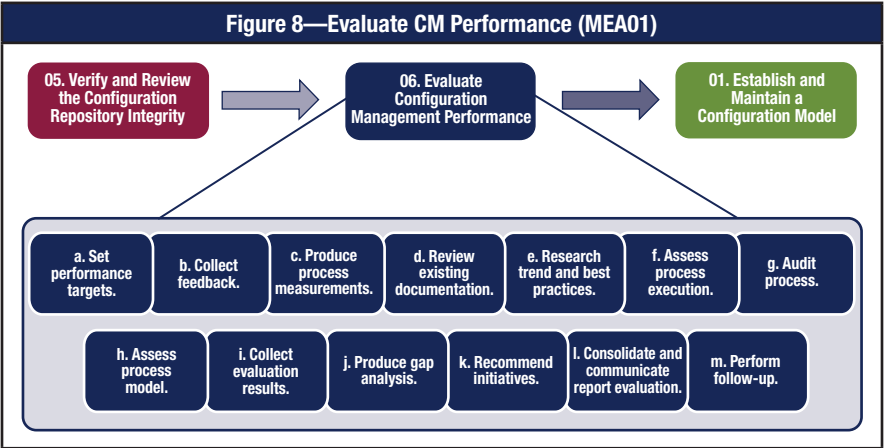 Figure 8—Evaluate CM Performance (MEA01)
05. Verify and Review
the Configuration
Repository Integrity
06. Evaluate
Configuration
Management Performance
01. Establish and
Maintain a
Configuration Model
a. Set
performance
targets.
b. Collect
feedback.
c. Produce
process
measurements.
d. Review
existing
documentation.
e. Research
trend and best
practices.
f. Assess
process
execution.
g. Audit
process.
h. Assess
process
model.
i. Collect
evaluation
results.
j. Produce gap
analysis.
k. Recommend
initiatives.
l. Consolidate and
communicate
report evaluation.
m. Perform
follow-up.